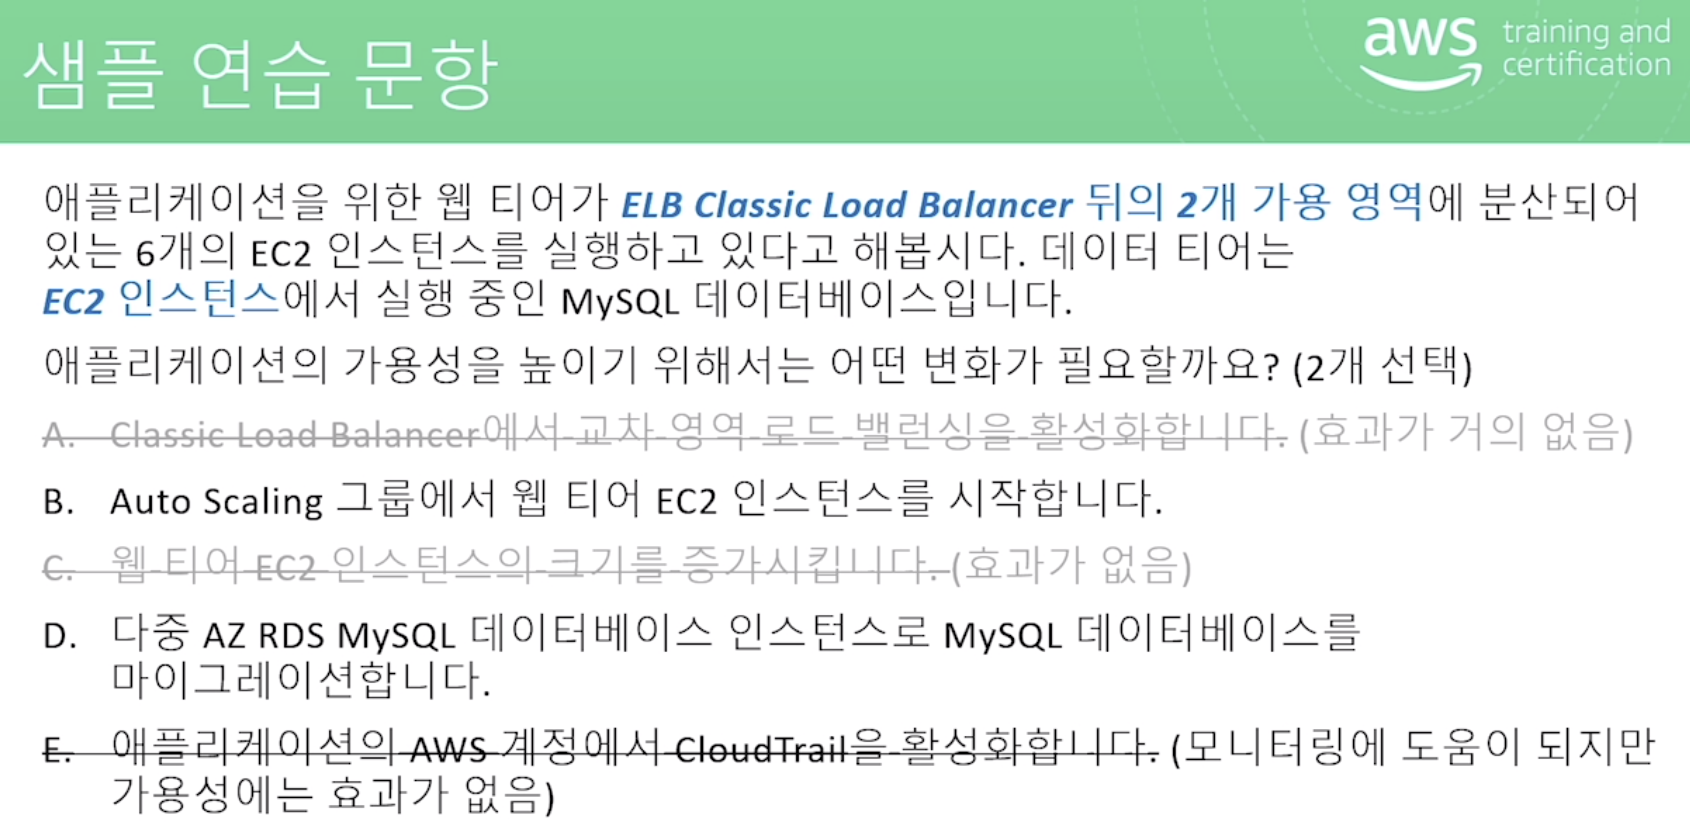 샘플 연습 문항
aws training and
certification
애플리케이션을 위한 웹 티어가 ELB Classic Load Balancer 뒤의 2개 가용 영역에 분산되어
있는 6개의 EC2 인스턴스를 실행하고 있다고 해봅시다. 데이터 티어는
EC2 인스턴스에서 실행 중인 MySQL 데이터베이스입니다.
애플리케이션의 가용성을 높이기 위해서는 어떤 변화가 필요할까요? (2개 선택)
A. Classic Load Balancer에서 교차 영역 로드 밸런싱을 활성화합니다. (효과가 거의 없음)
B. Auto Scaling 그룹에서 웹 티어 EC2 인스턴스를 시작합니다.
C. 웹 티어 EC2 인스턴스의 크기를 증가시킵니다. (효과가 없음)
D. 다중 AZ RDS MySQL 데이터베이스 인스턴스로 MySQL 데이터베이스를
마이그레이션합니다.
E. 애플리케이션의 AWS 계정에서 CloudTrail을 활성화합니다. (모니터링에 도움이 되지만
가용성에는 효과가 없음)